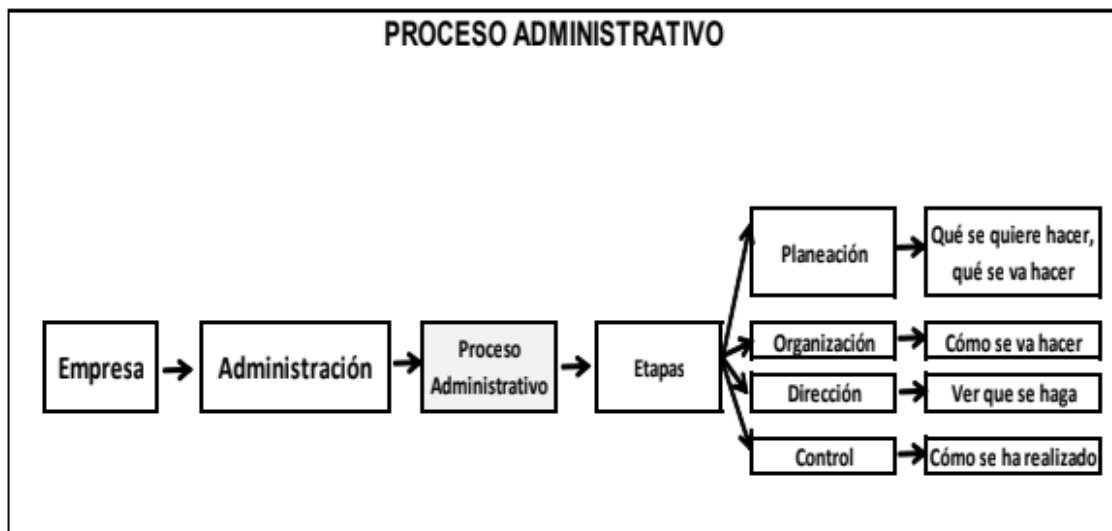 PROCESO ADMINISTRATIVO
Empresa
Administración
Proceso
Administrativo
Etapas
Planeación
Qué se quiere hacer,
qué se va hacer
Organización
Cómo se va hacer
Dirección
Ver que se haga
Control
Cómo se ha realizado